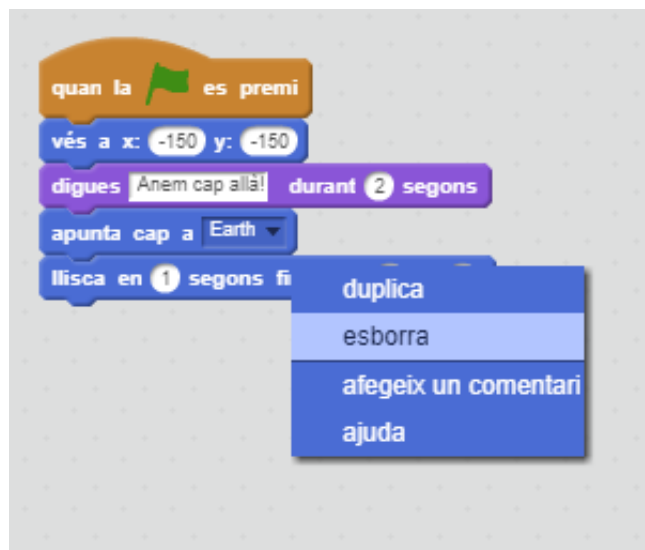 quan la es premi
vés a x: -150 y: -150
digues Anem cap allà! durant 2 segons
apunta cap a Earth
llisca en 1 segons
duplica
esborra
afegeix un comentari
ajuda